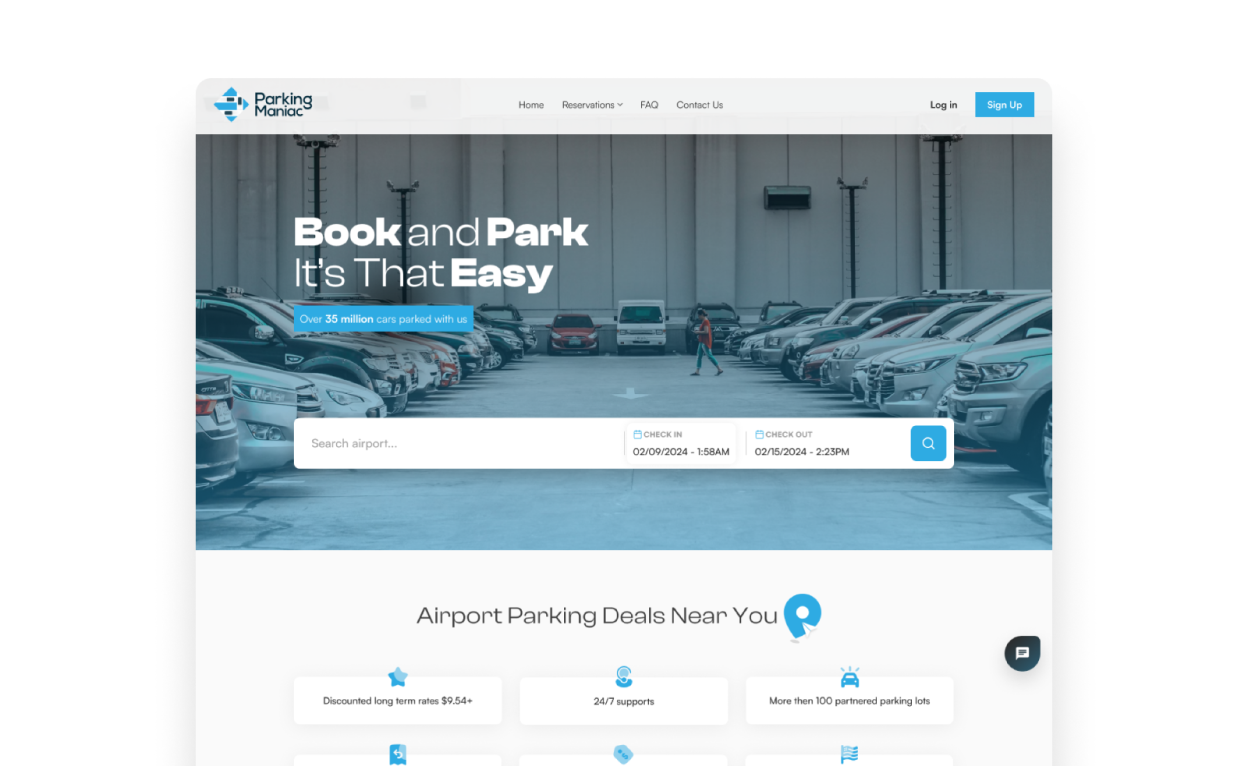 Parking
Maniac
Home Reservations FAQ Contact Us Log in Sign Up
Book and Park
It's That Easy
Over 35 million cars parked with us
Search airport...
CHECK IN
02/09/2024 - 1:58AM
CHECK OUT
02/15/2024 - 2:23PM
Airport Parking Deals Near You
Discounted long term rates $9.54+
24/7 supports
More then 100 partnered parking lots